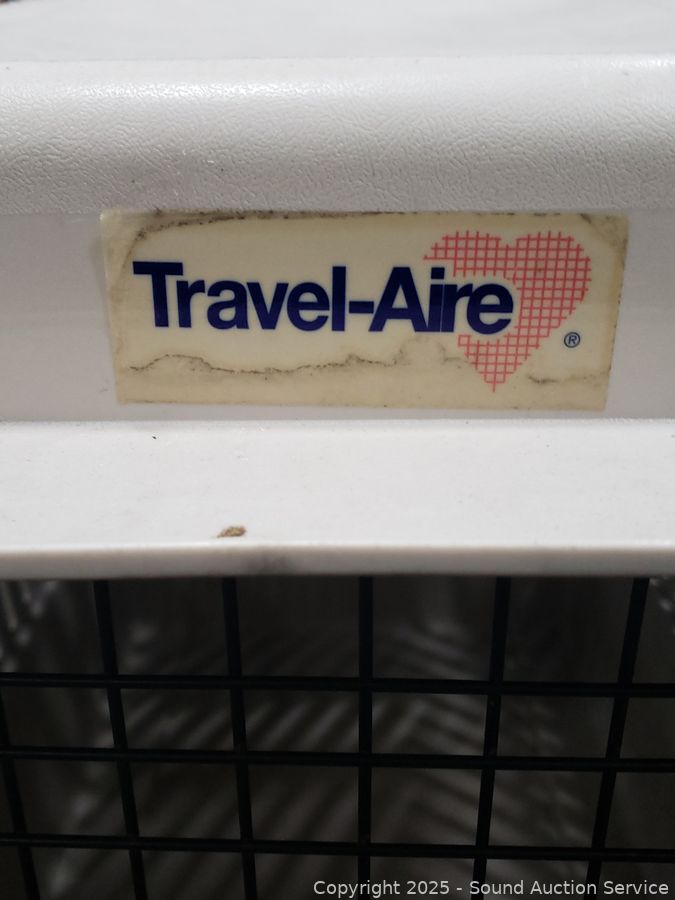 Travel-Aire ®
Copyright 2025 - Sound Auction Service